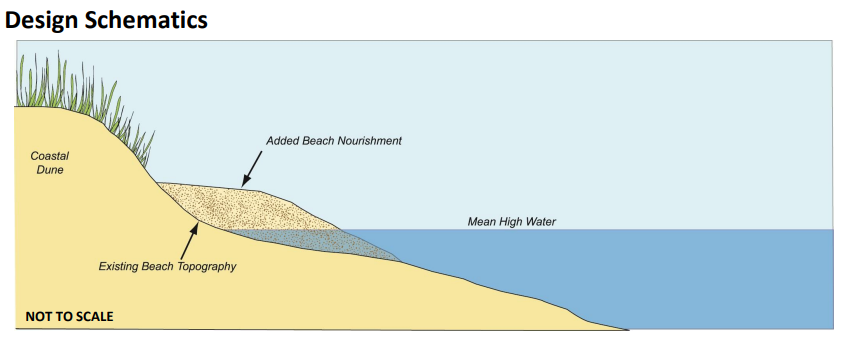 Design Schematics
Added Beach Nourishment
Coastal
Dune
Mean High Water
Existing Beach Topography
NOT TO SCALE